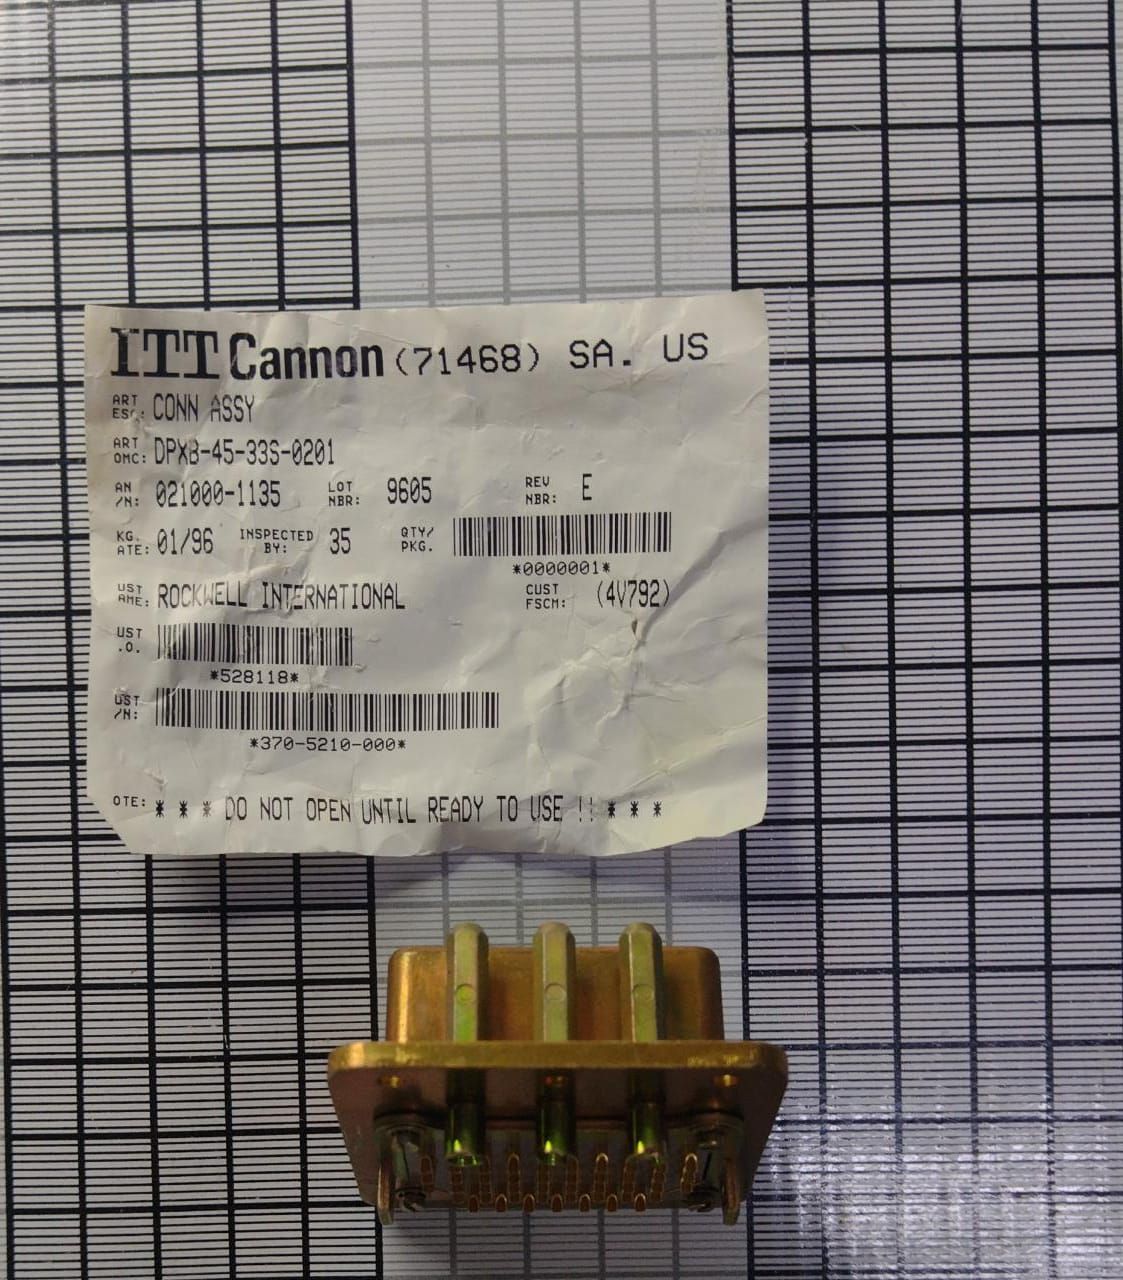 ITT Cannon (71468) SA. US
ART
ESC: CONN ASSY
ART
OMC: DPXB-45-33S-0201
AN
/N: 021000-1135 LOT NBR: 9605 REV NBR: E
KG.
ATE: 01/96 INSPECTED BY: 35 QTY/ PKG.
*0000001*
UST
AME: ROCKWELL INTERNATIONAL CUST FSCM: (4V792)
UST
.O.
*528118*
UST
/N:
*370-5210-000*
OTE: * * * DO NOT OPEN UNTIL READY TO USE !! * * *